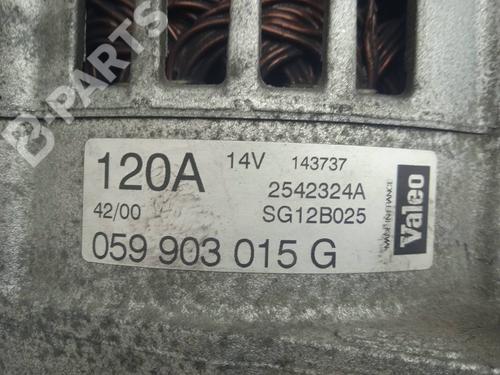 B-PARTS
120A 14V 143737
2542324A
42/00 SG12B025
059 903 015 G
Valeo
MADE IN FRANCE